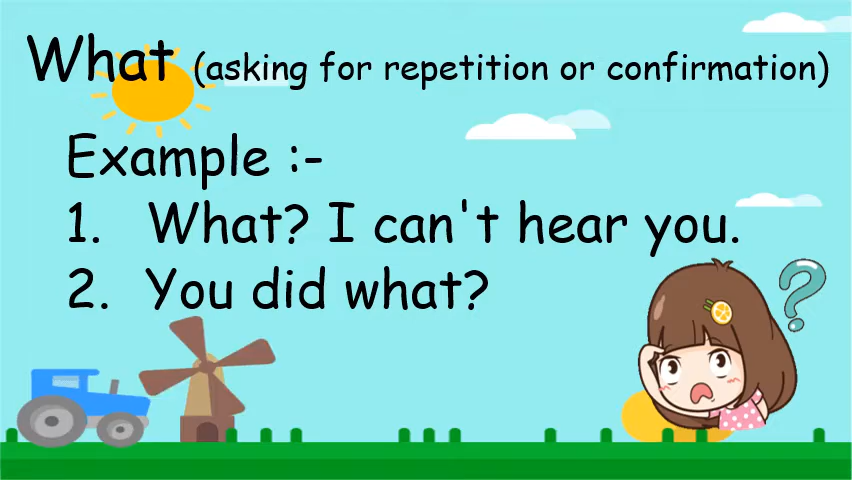 What (asking for repetition or confirmation)
Example :-
1. What? I can't hear you.
2. You did what?